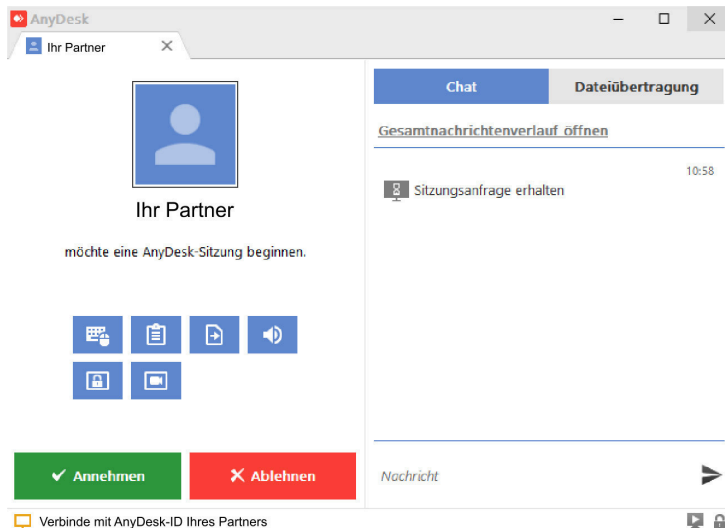 AnyDesk
Ihr Partner
Ihr Partner
möchte eine AnyDesk-Sitzung beginnen.
Annehmen
Ablehnen
Chat
Dateiübertragung
Gesamtnachrichtenverlauf öffnen
10:58
Sitzungsanfrage erhalten
Nachricht
Verbinde mit AnyDesk-ID Ihres Partners